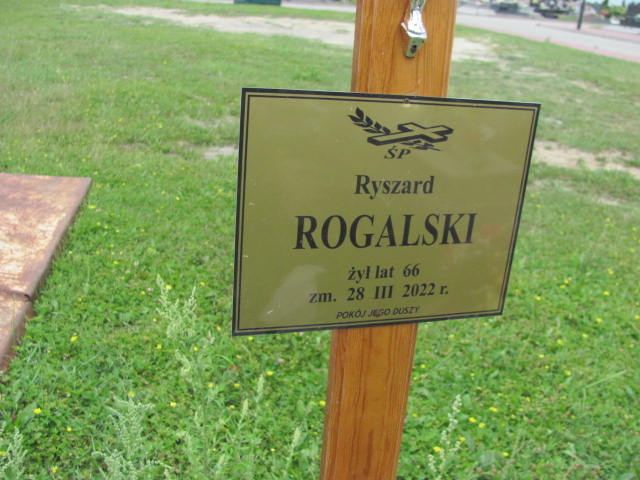 ŚP
Ryszard
ROGALSKI
żył lat 66
zm. 28 III 2022 r.
POKÓJ JEGO DUSZY